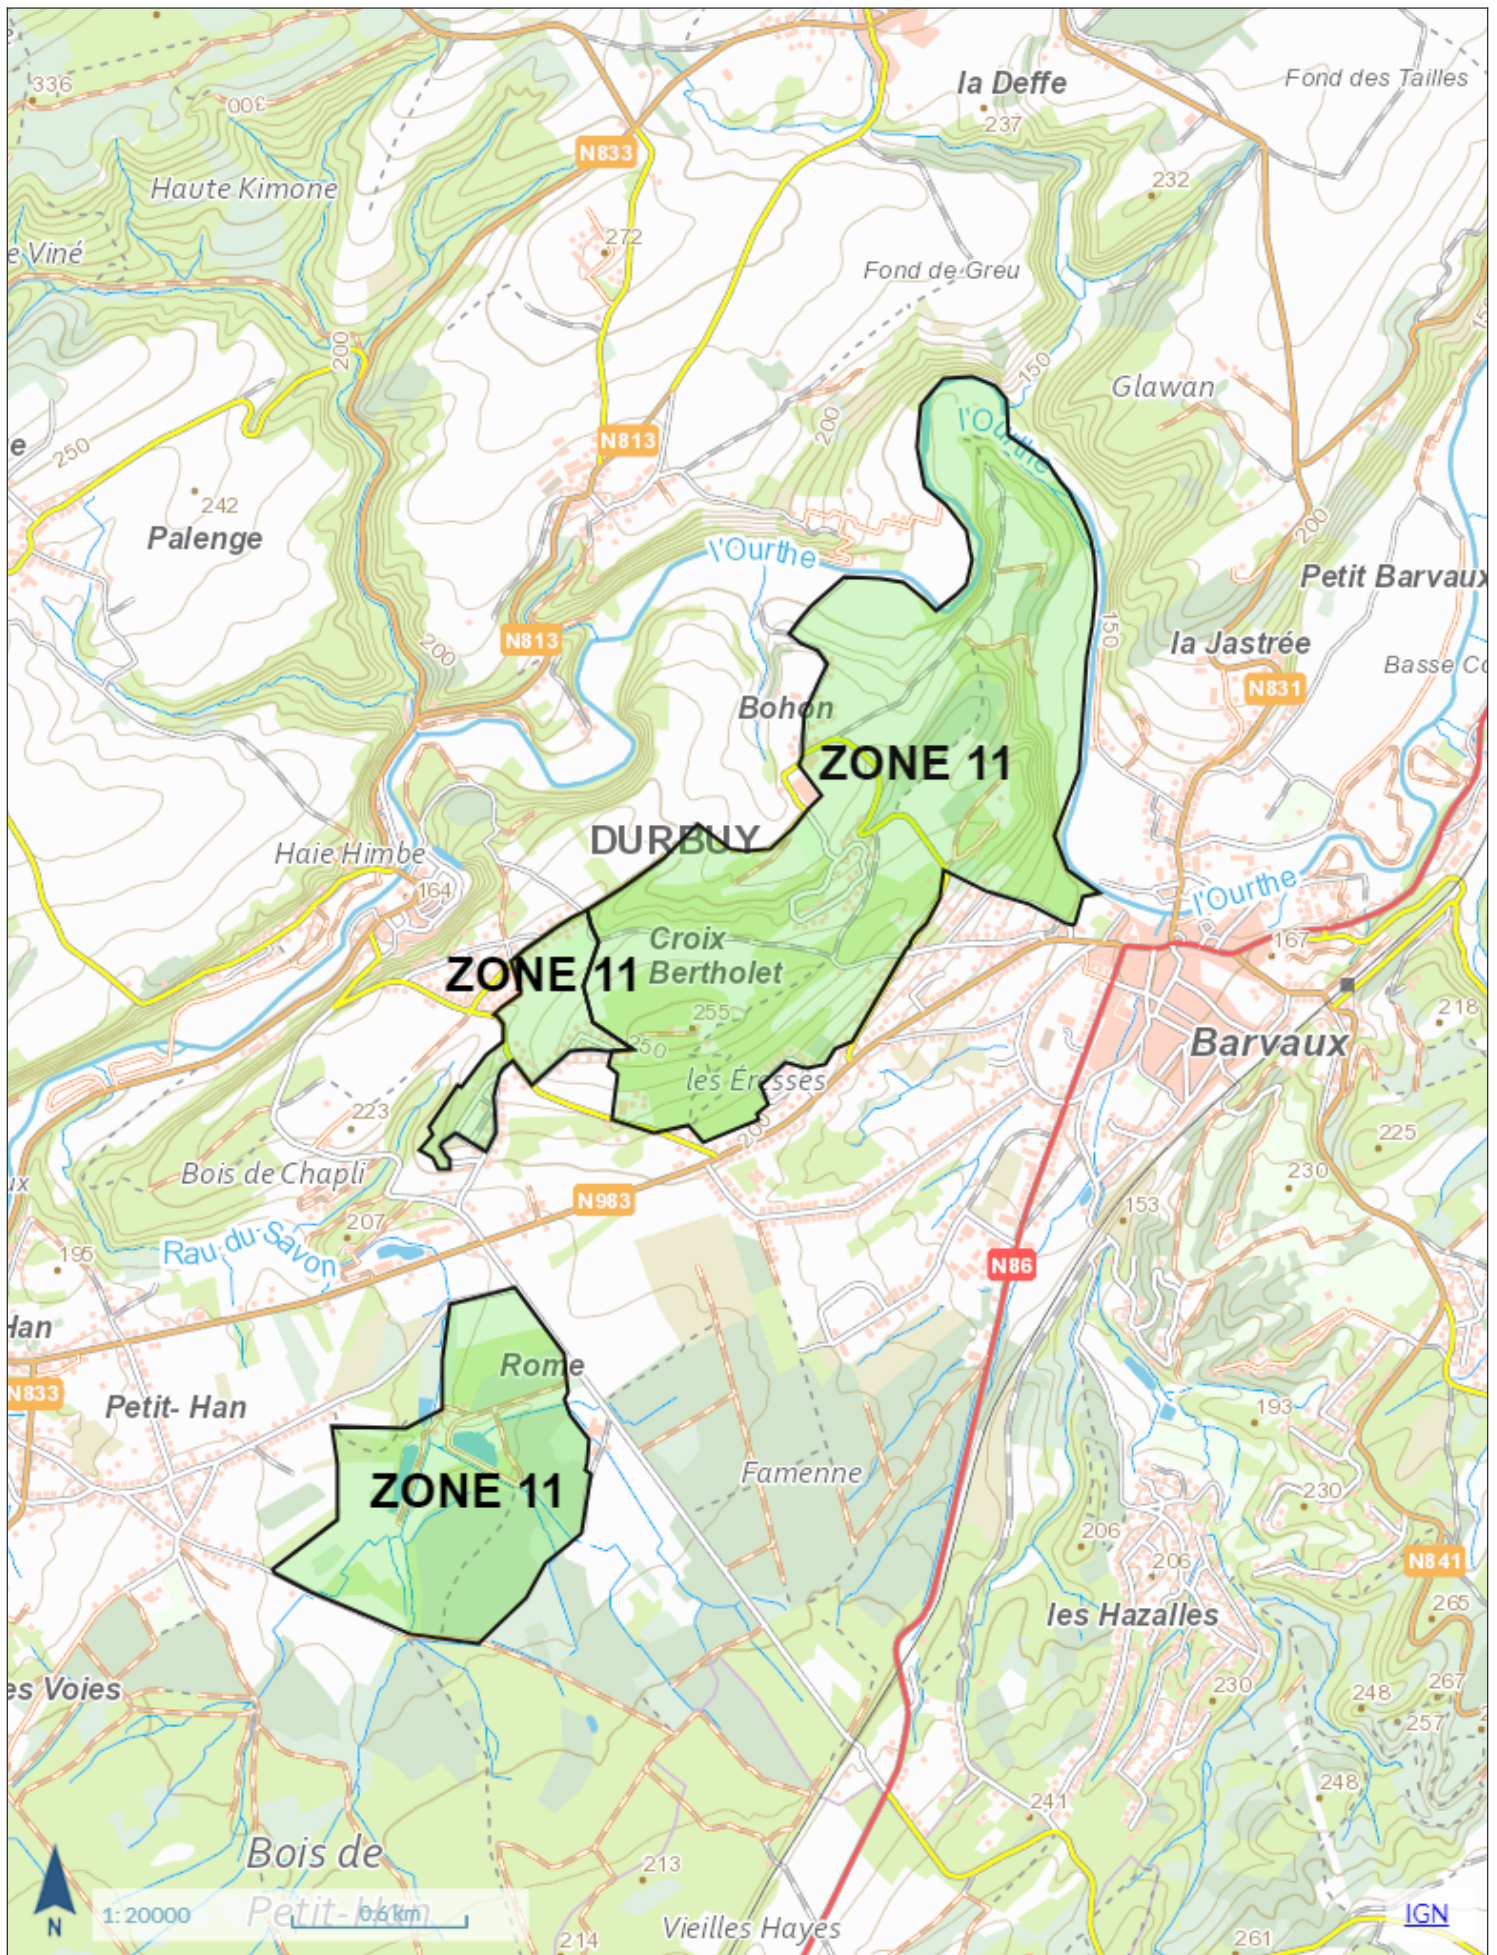 la Deffe
Fond des Tailles
336
300
237
N833
Haute Kimone
232
272
e Viné
Fond de Greu
200
150
Glawan
e
250
200
N813
l'Ourthe
242
200
Palenge
l'Ourthe
Petit Barvaux
N813
200
150
la Jastrée
Basse Co
N831
Bohon
ZONE 11
DURBUY
Haie Himbe
164
l'Ourthe
Croix
Bertholet
167
ZONE 11
255
218
250
Barvaux
les Éresses
223
200
225
Bois de Chapli
230
N983
153
207
Rau du Savon
195
N86
Han
Rome
N833
Petit- Han
193
Famenne
ZONE 11
230
206
206
N841
les Hazalles
265
es Voies
230
248
267
257
248
241
Bois de
Petit- Han
213
N
1: 20000
0.6 km
Vieilles Hayes
214
261
IGN